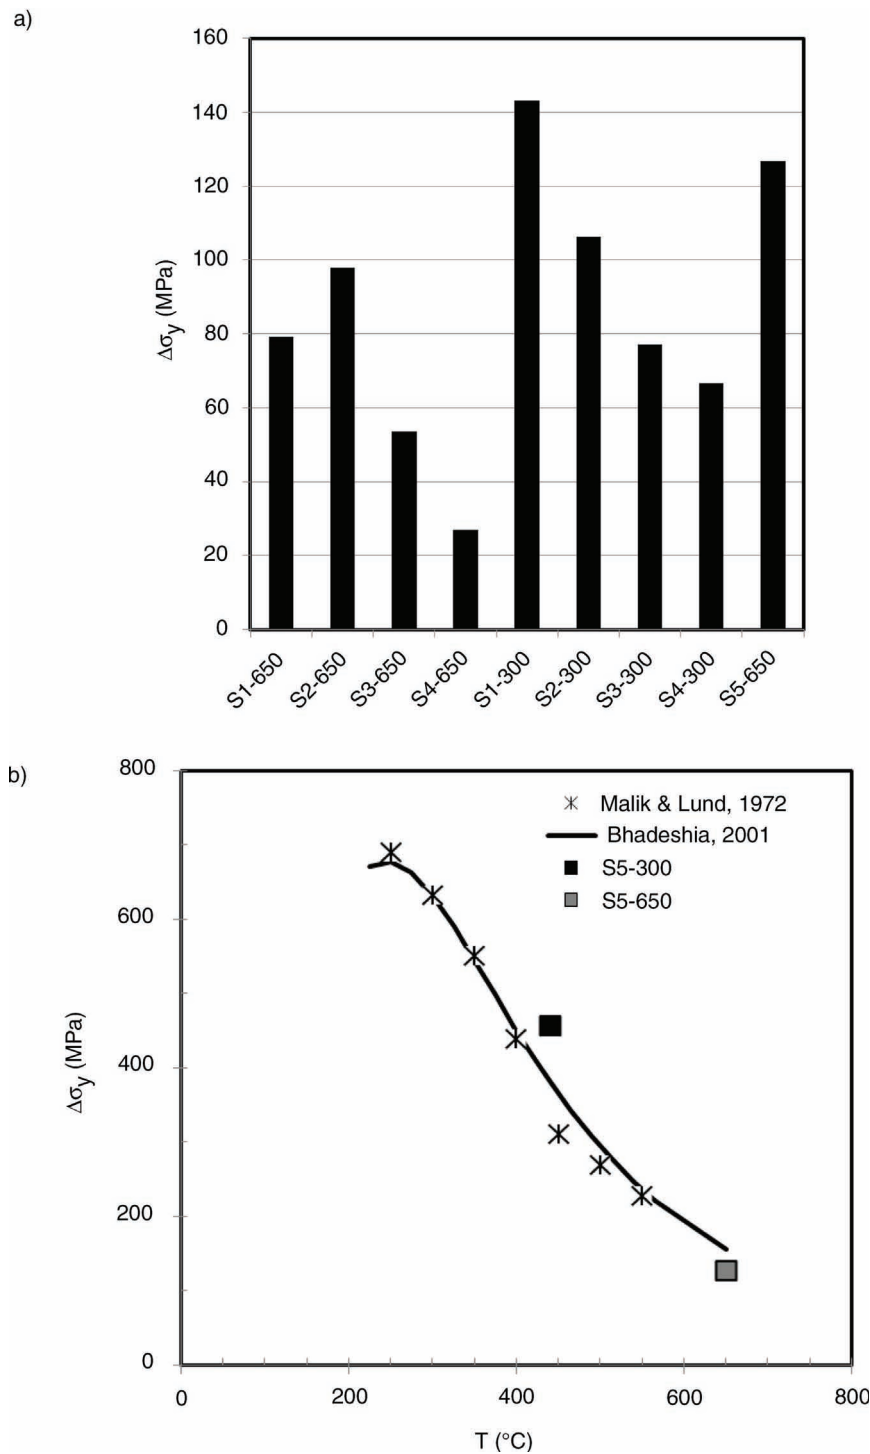 a)
160
140
120
100
80
60
40
20
0
Δσy (MPa)
S1-650
S2-650
S3-650
S4-650
S1-300
S2-300
S3-300
S4-300
S5-650
b)
800
600
400
200
0
Δσy (MPa)
Malik & Lund, 1972
Bhadeshia, 2001
S5-300
S5-650
0 200 400 600 800
T (°C)